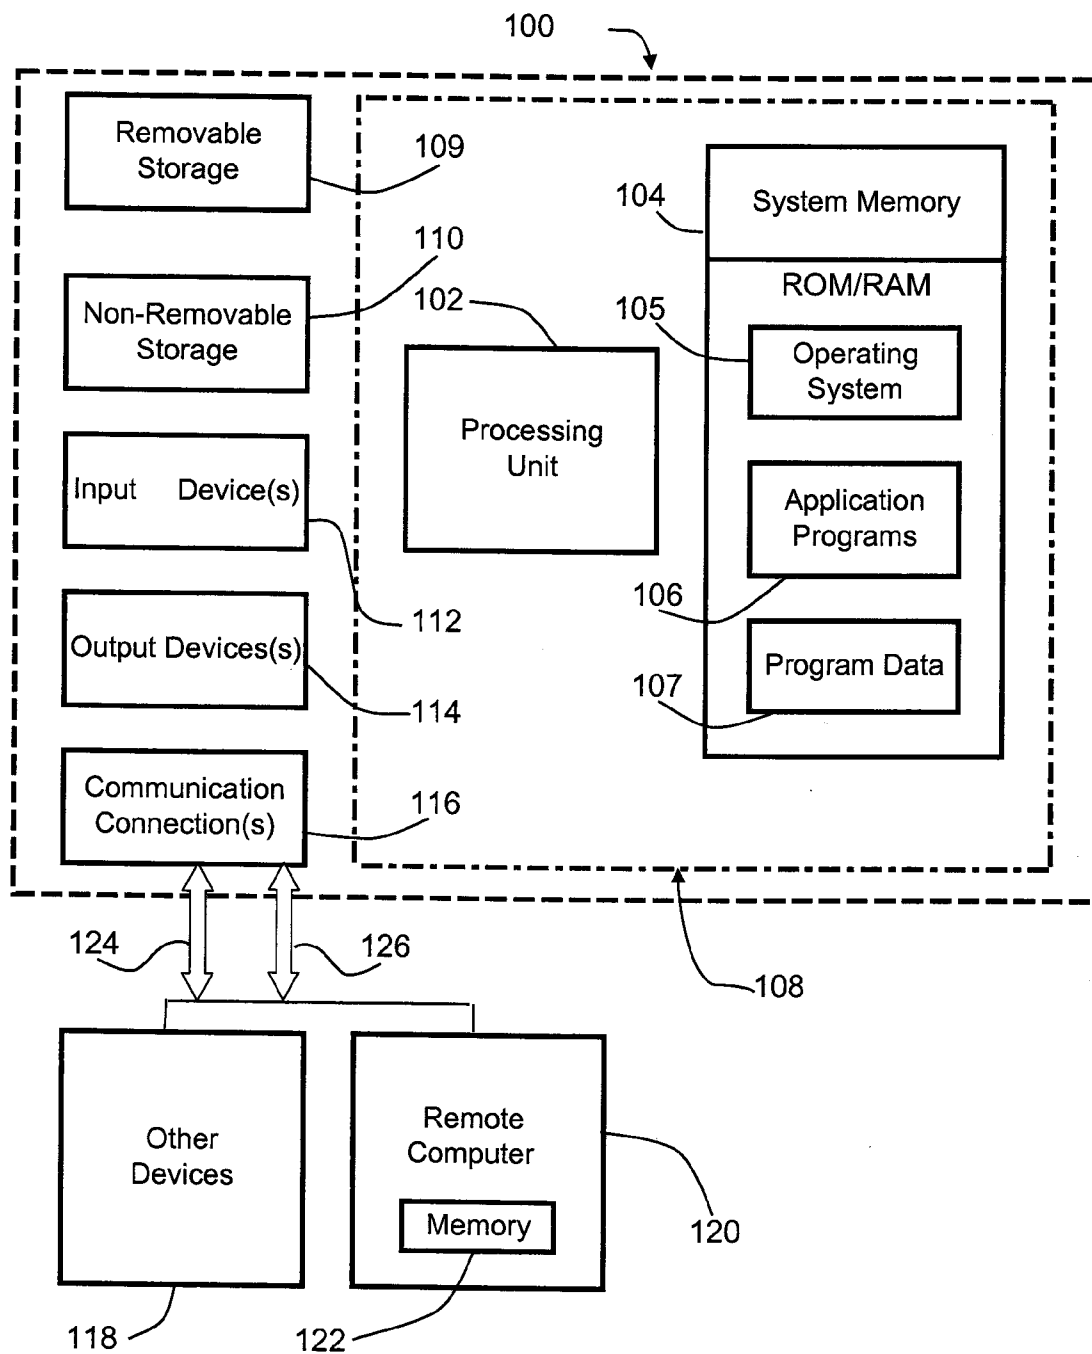 100
Removable
Storage
109
System Memory
104
110
ROM/RAM
Non-Removable
Storage
102
105
Operating
System
Processing
Unit
Input Device(s)
Application
Programs
112
106
Output Devices(s)
114
Program Data
107
Communication
Connection(s)
116
124
126
108
Other
Devices
Remote
Computer
Memory
120
118
122